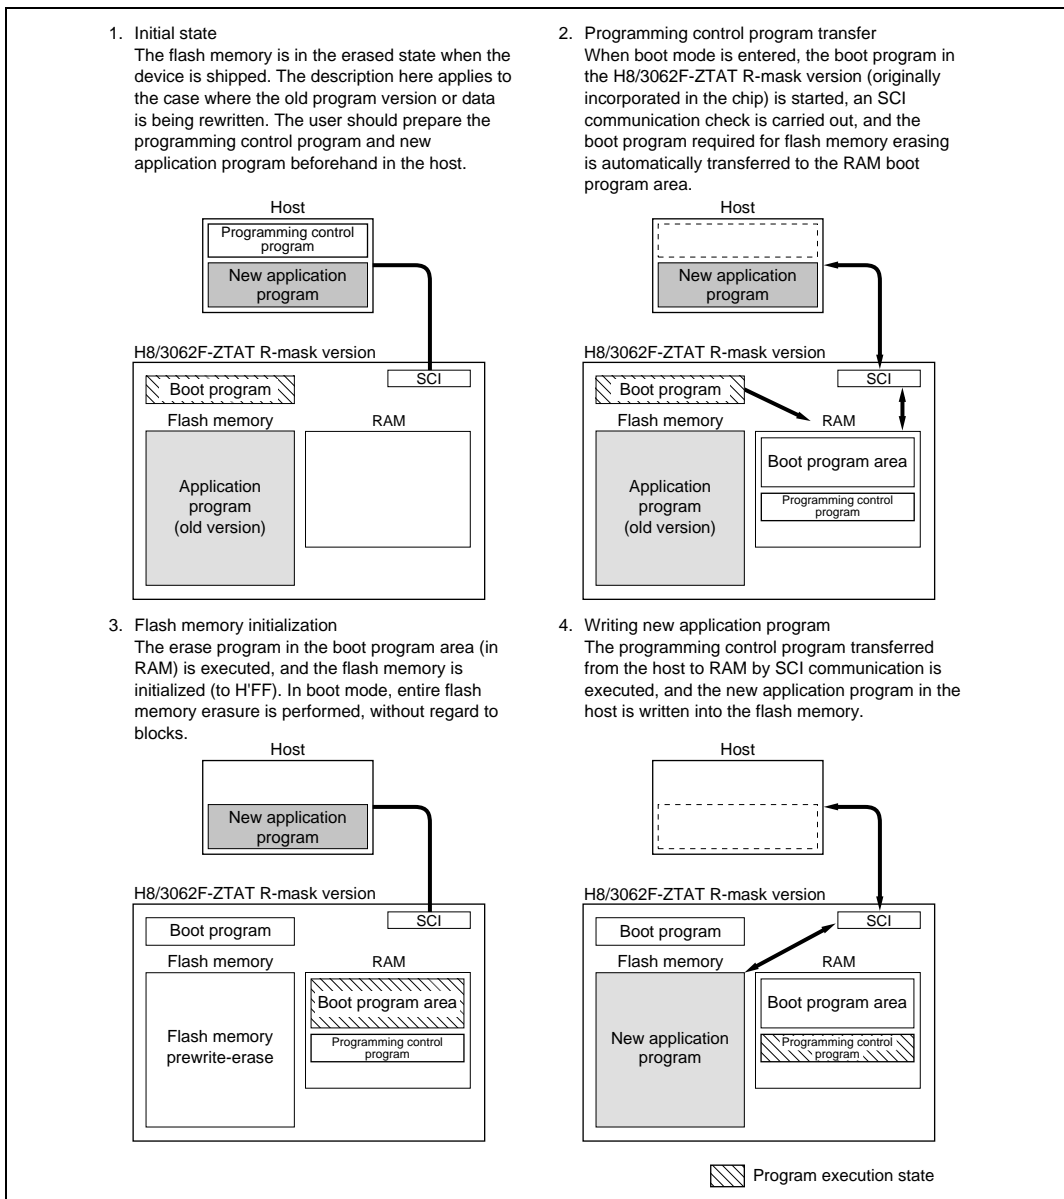 1. Initial state
The flash memory is in the erased state when the
device is shipped. The description here applies to
the case where the old program version or data
is being rewritten. The user should prepare the
programming control program and new
application program beforehand in the host.
Host
Programming control
program
New application
program
H8/3062F-ZTAT R-mask version
SCI
Boot program
Flash memory
RAM
Application
program
(old version)
2. Programming control program transfer
When boot mode is entered, the boot program in
the H8/3062F-ZTAT R-mask version (originally
incorporated in the chip) is started, an SCI
communication check is carried out, and the
boot program required for flash memory erasing
is automatically transferred to the RAM boot
program area.
Host
New application
program
H8/3062F-ZTAT R-mask version
SCI
Boot program
Flash memory
RAM
Boot program area
Programming control
program
Application
program
(old version)
3. Flash memory initialization
The erase program in the boot program area (in
RAM) is executed, and the flash memory is
initialized (to H'FF). In boot mode, entire flash
memory erasure is performed, without regard to
blocks.
Host
New application
program
H8/3062F-ZTAT R-mask version
SCI
Boot program
Flash memory
RAM
Boot program area
Programming control
program
Flash memory
prewrite-erase
4. Writing new application program
The programming control program transferred
from the host to RAM by SCI communication is
executed, and the new application program in the
host is written into the flash memory.
Host
H8/3062F-ZTAT R-mask version
SCI
Boot program
Flash memory
RAM
Boot program area
Programming control
program
New application
program
Program execution state